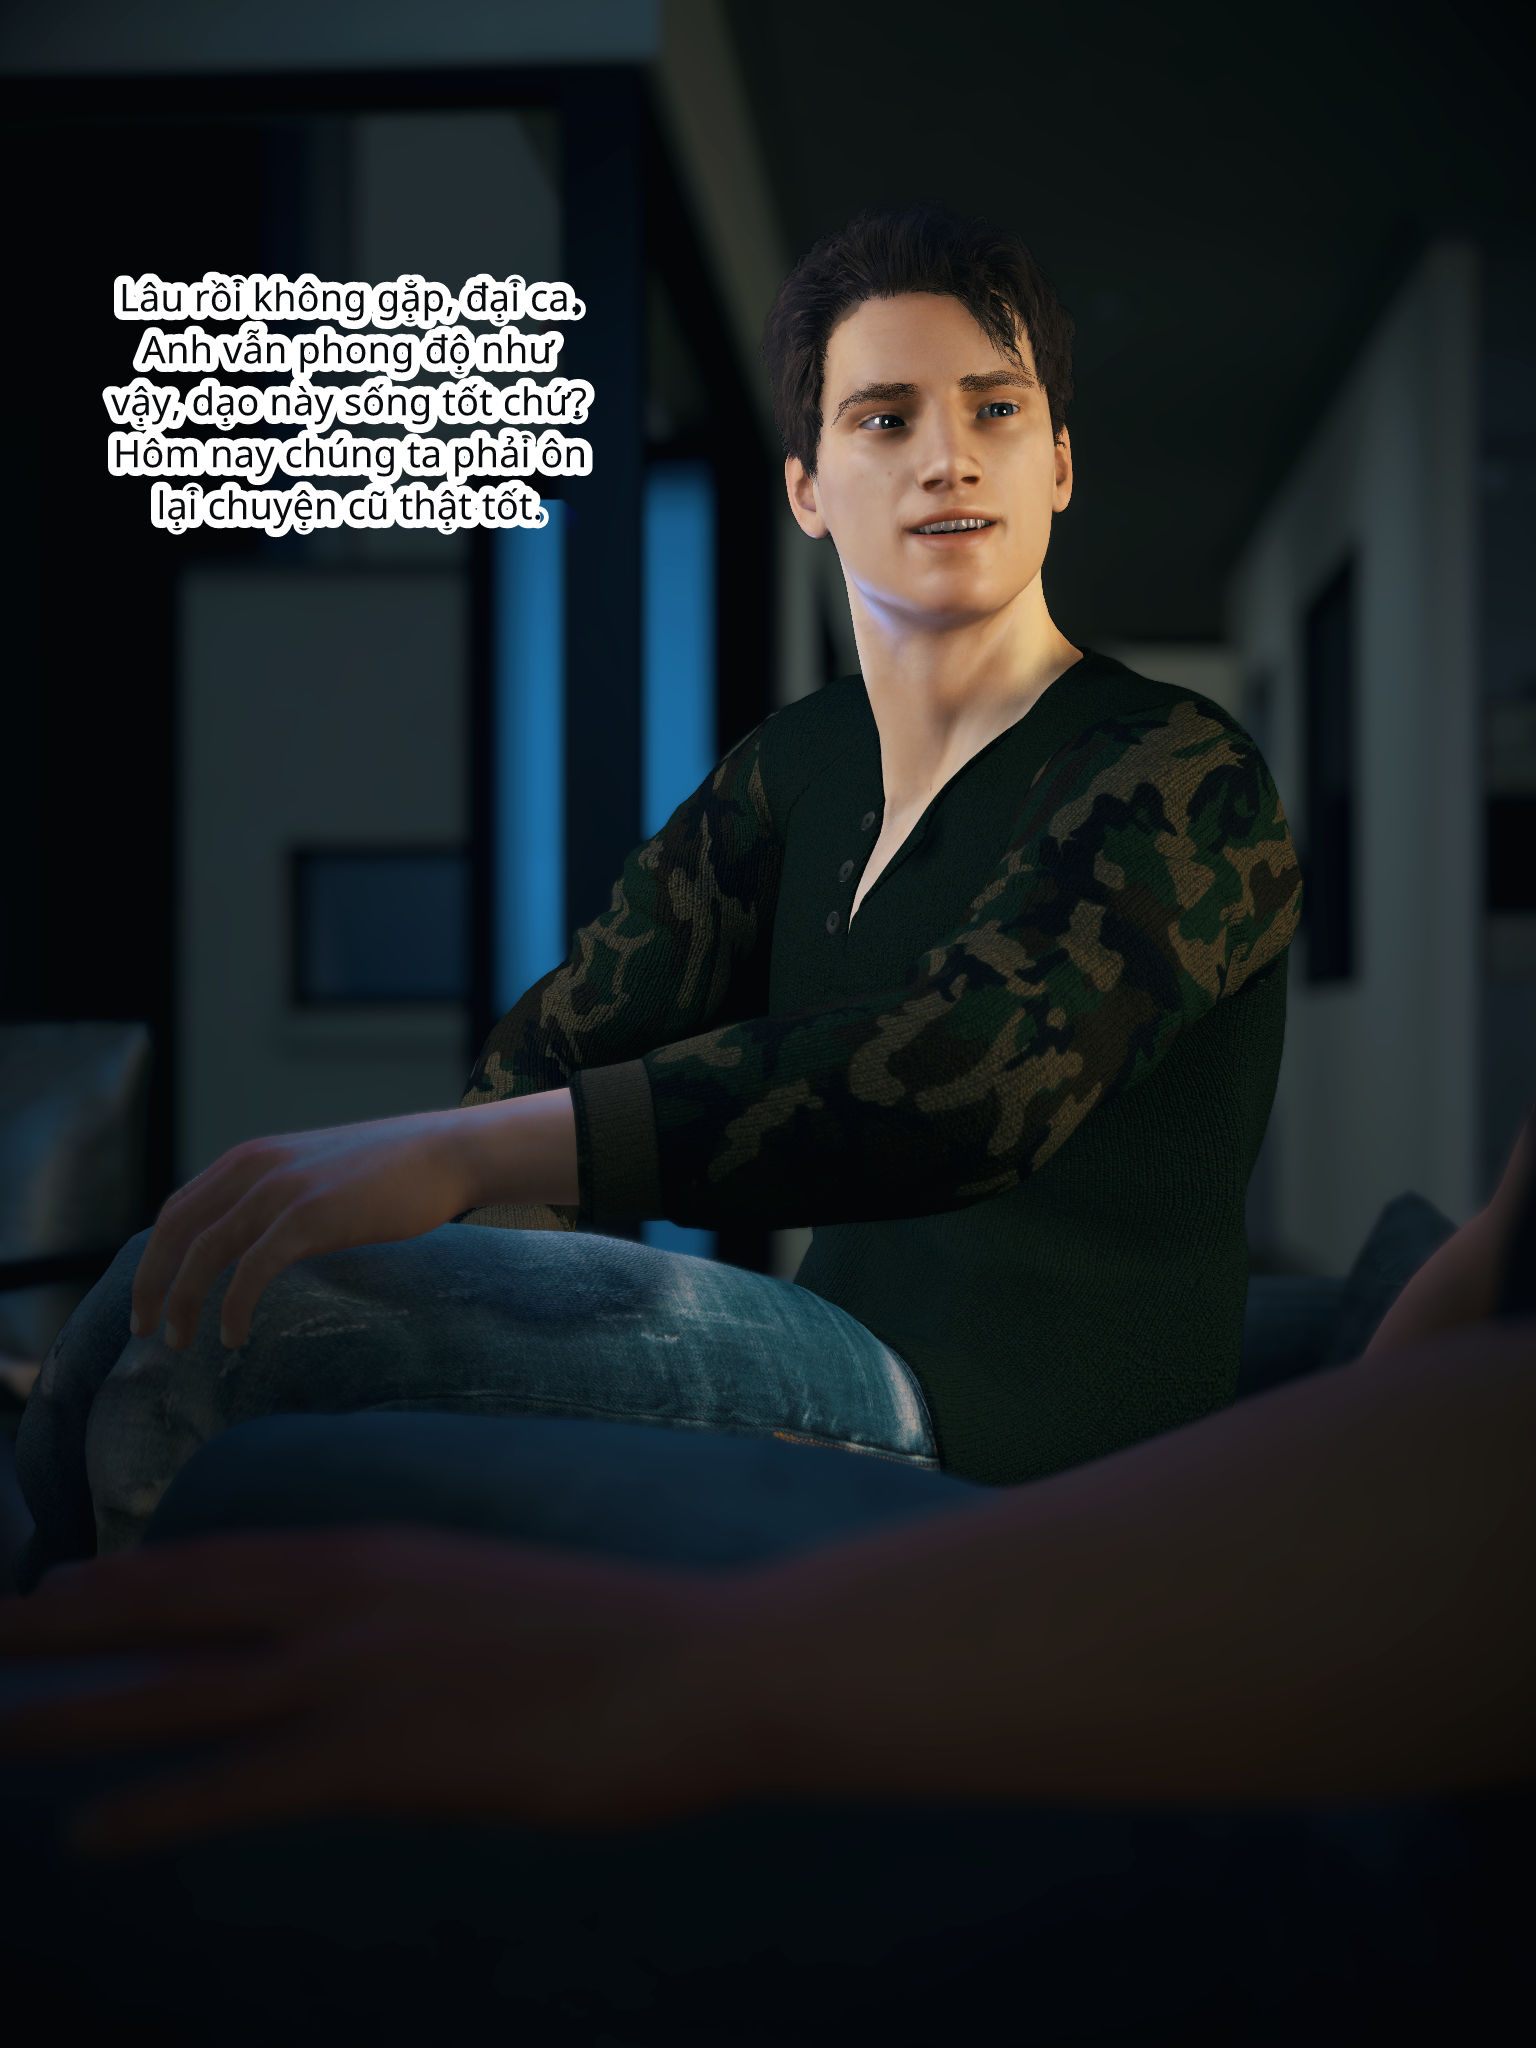 Lâu rồi không gặp, đại ca.
Anh vẫn phong độ như
vậy, dạo này sống tốt chứ?
Hôm nay chúng ta phải ôn
lại chuyện cũ thật tốt.